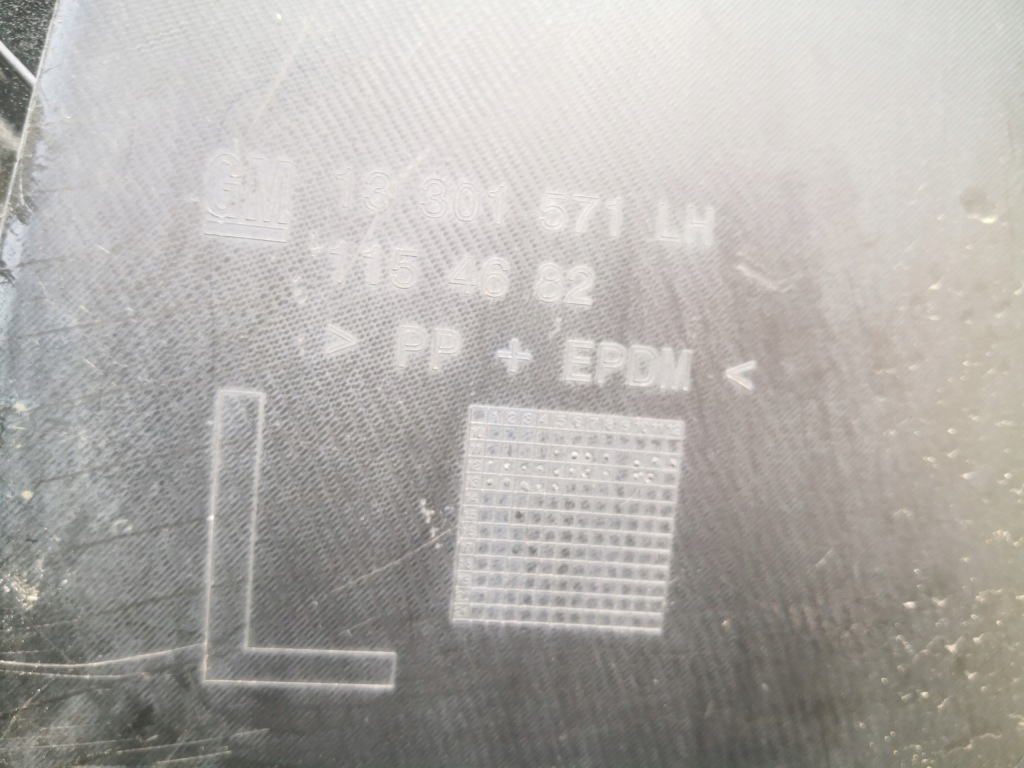 GM 13 301 571 LH
115 46 82
> PP + EPDM <
L